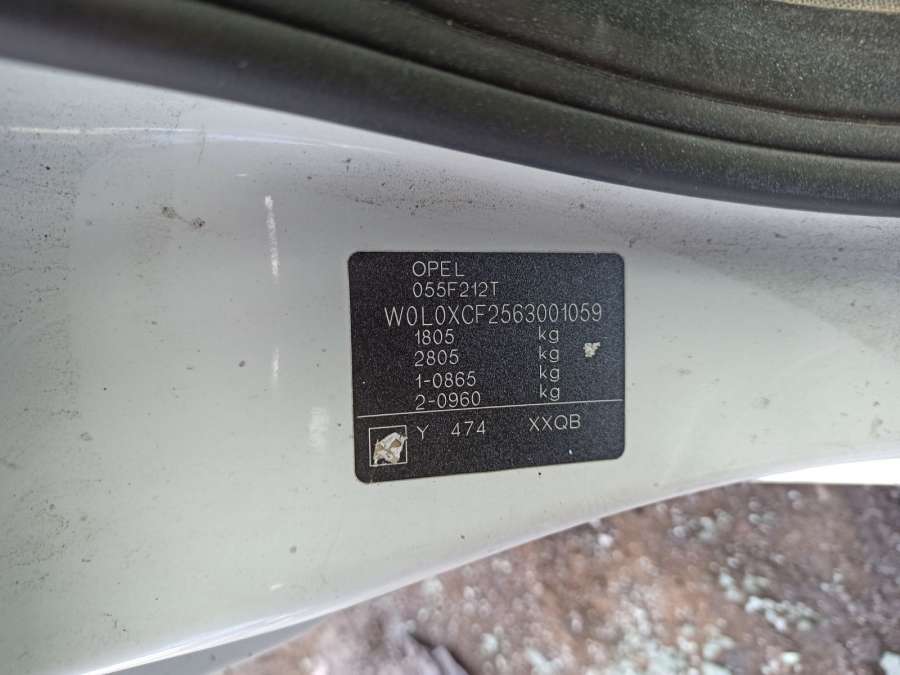 OPEL
055F212T
W0L0XCF2563001059
1805 kg
2805 kg
1-0865 kg
2-0960 kg
Y 474 XXQB